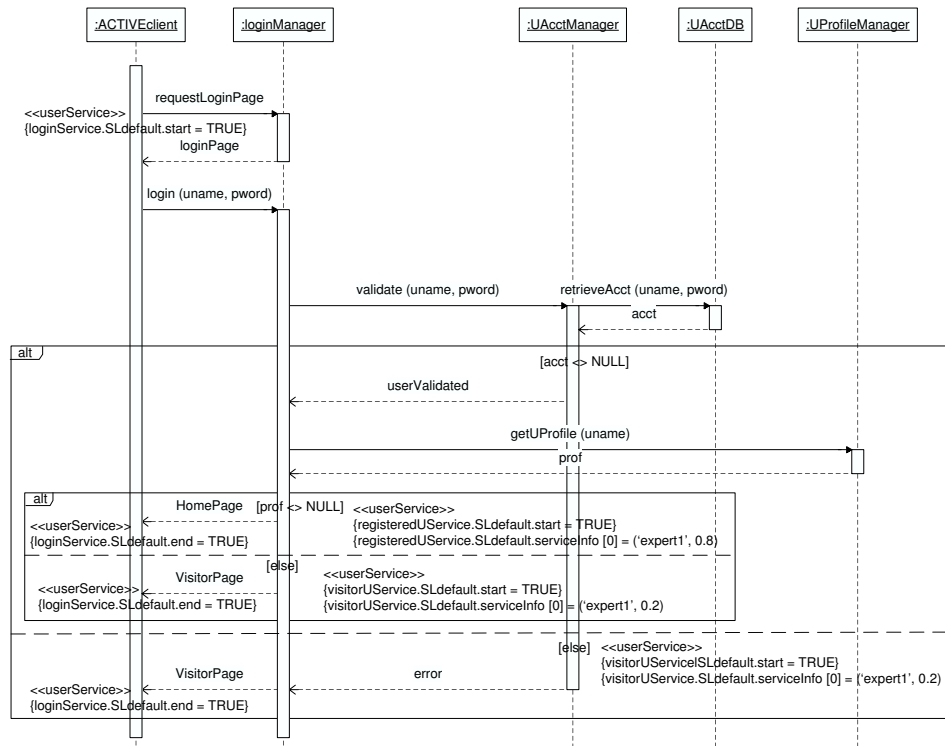 :ACTIVEclient
:loginManager
:UAcctManager
:UAcctDB
:UProfileManager
requestLoginPage
<<userService>>
{loginService.SLdefault.start = TRUE}
loginPage
login (uname, pword)
validate (uname, pword)
retrieveAcct (uname, pword)
acct
alt
[acct <> NULL]
userValidated
getUProfile (uname)
prof
alt
HomePage
[prof <> NULL]
<<userService>>
{registeredUService.SLdefault.start = TRUE}
{registeredUService.SLdefault.serviceInfo [0] = (‘expert1’, 0.8)
<<userService>>
{loginService.SLdefault.end = TRUE}
[else]
VisitorPage
<<userService>>
{visitorUService.SLdefault.start = TRUE}
{visitorUService.SLdefault.serviceInfo [0] = (‘expert1’, 0.2)
<<userService>>
{loginService.SLdefault.end = TRUE}
[else]
<<userService>>
{visitorUServicelSLdefault.start = TRUE}
{visitorUService.SLdefault.serviceInfo [0] = (‘expert1’, 0.2)
VisitorPage
error
<<userService>>
{loginService.SLdefault.end = TRUE}